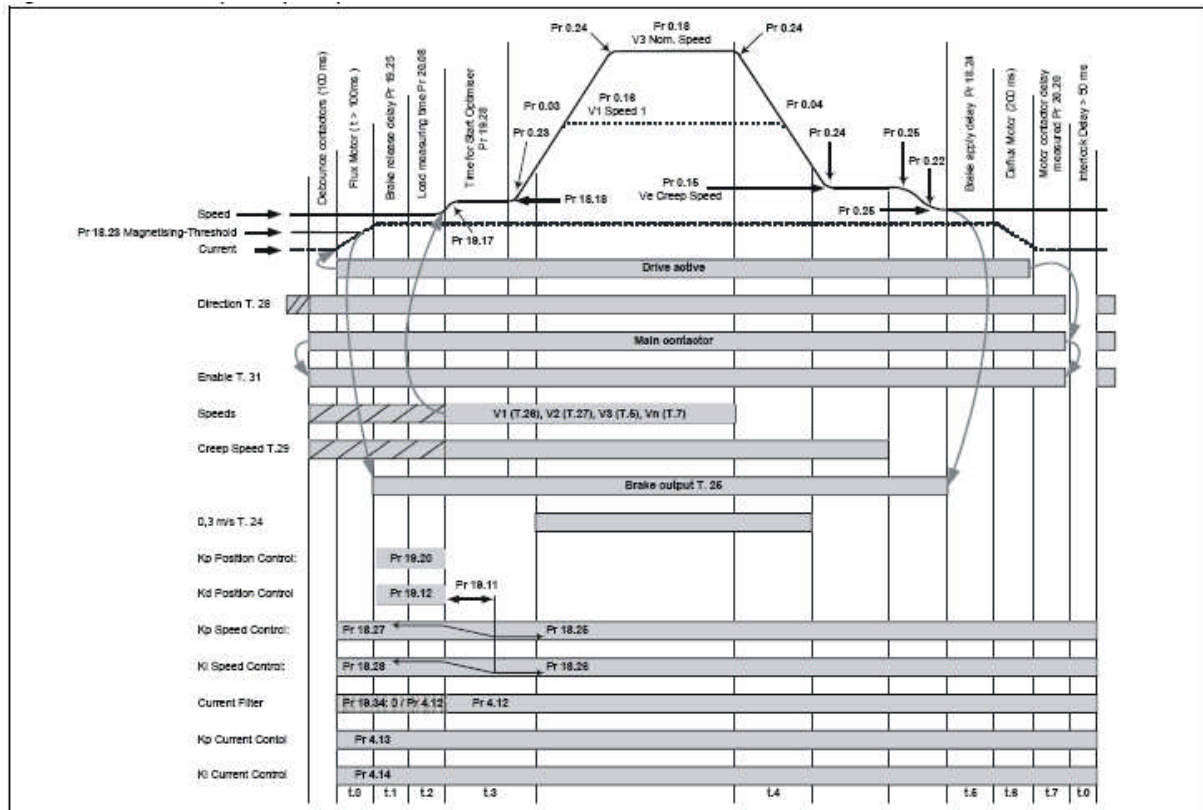 Pr 0.24
Pr 0.18
V3 Nom. Speed
Pr 0.24
Debounce contactors (100 ms)
Flux Motor ( t > 100ms )
Brake release delay Pr 19.25
Load measuring time Pr 20.08
Time for Start Optimiser
Pr 19.28
Pr 0.03
Pr 0.23
Pr 0.16
V1 Speed 1
Pr 0.04
Pr 0.24
Pr 0.25
Pr 0.22
Brake apply delay Pr 18.24
Deflux Motor (200 ms)
Motor contactor delay
measured Pr 20.20
Interlock Delay > 50 ms
Pr 0.15
Ve Creep Speed
Pr 18.18
Pr 0.25
Speed
Pr 18.23 Magnetising-Threshold
Pr 19.17
Current
Drive active
Direction T. 28
Main contactor
Enable T. 31
Speeds
V1 (T.26), V2 (T.27), V3 (T.5), Vn (T.7)
Creep Speed T.29
Brake output T. 25
0,3 m/s T. 24
Kp Position Control:
Pr 19.20
Kd Position Control
Pr 19.12
Pr 19.11
Kp Speed Control:
Pr 18.27
Pr 18.25
KI Speed Control:
Pr 18.28
Pr 18.26
Current Filter
Pr 19.34: 0 / Pr 4.12
Pr 4.12
Kp Current Contol
Pr 4.13
KI Current Control
Pr 4.14
t.0
t.1
t.2
t.3
t.4
t.5
t.6
t.7
t.0